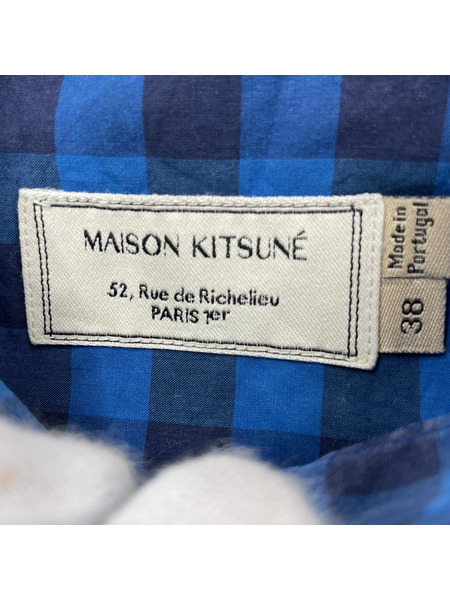 MAISON KITSUNÉ
52, Rue de Richelieu
PARIS 1er
Made in
Portugal
38